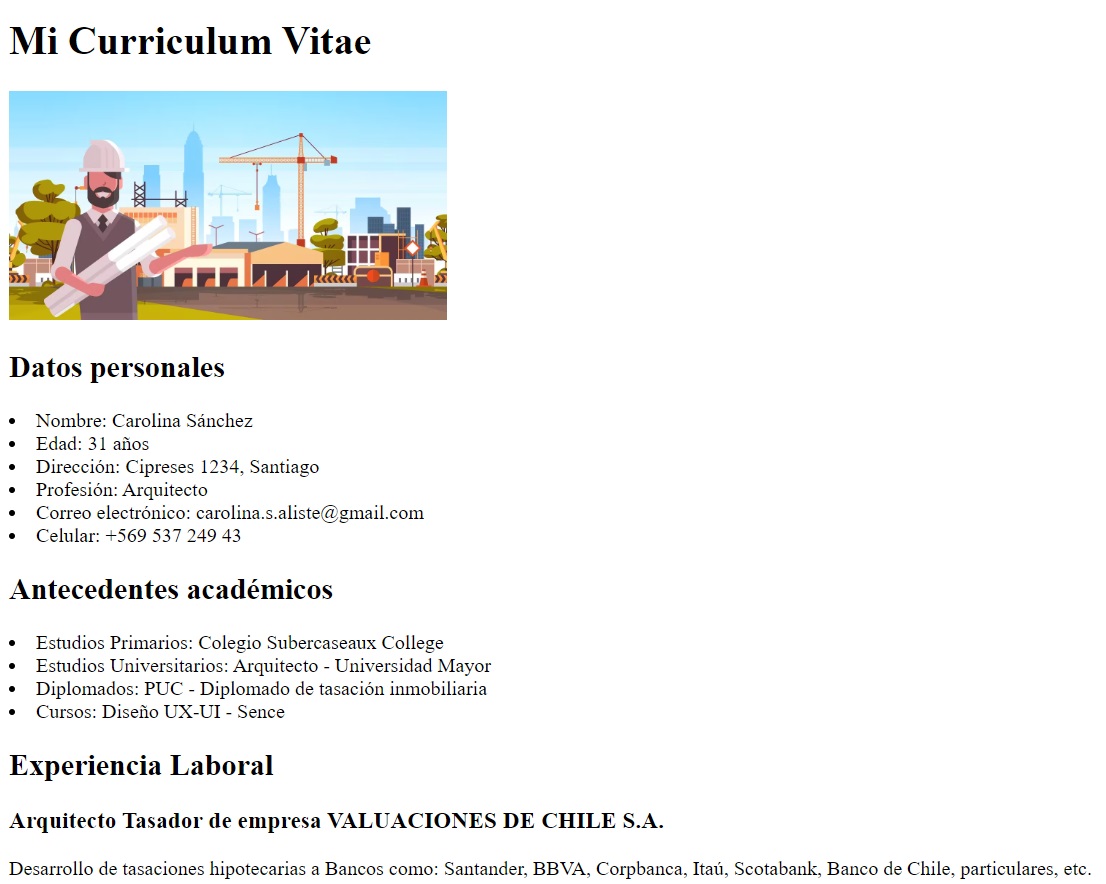 Mi Curriculum Vitae
Datos personales
Nombre: Carolina Sánchez
Edad: 31 años
Dirección: Cipreses 1234, Santiago
Profesión: Arquitecto
Correo electrónico: carolina.s.aliste@gmail.com
Celular: +569 537 249 43
Antecedentes académicos
Estudios Primarios: Colegio Subercaseaux College
Estudios Universitarios: Arquitecto - Universidad Mayor
Diplomados: PUC - Diplomado de tasación inmobiliaria
Cursos: Diseño UX-UI - Sence
Experiencia Laboral
Arquitecto Tasador de empresa VALUACIONES DE CHILE S.A.
Desarrollo de tasaciones hipotecarias a Bancos como: Santander, BBVA, Corpbanca, Itaú, Scotabank, Banco de Chile, particulares, etc.